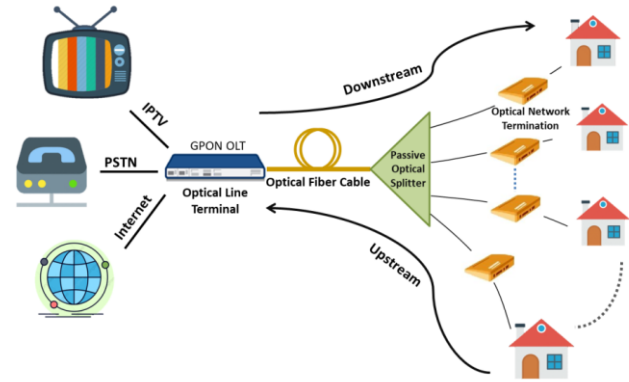 IPTV
PSTN
Internet
GPON OLT
Optical Line
Terminal
Optical Fiber Cable
Passive
Optical
Splitter
Downstream
Upstream
Optical Network
Termination